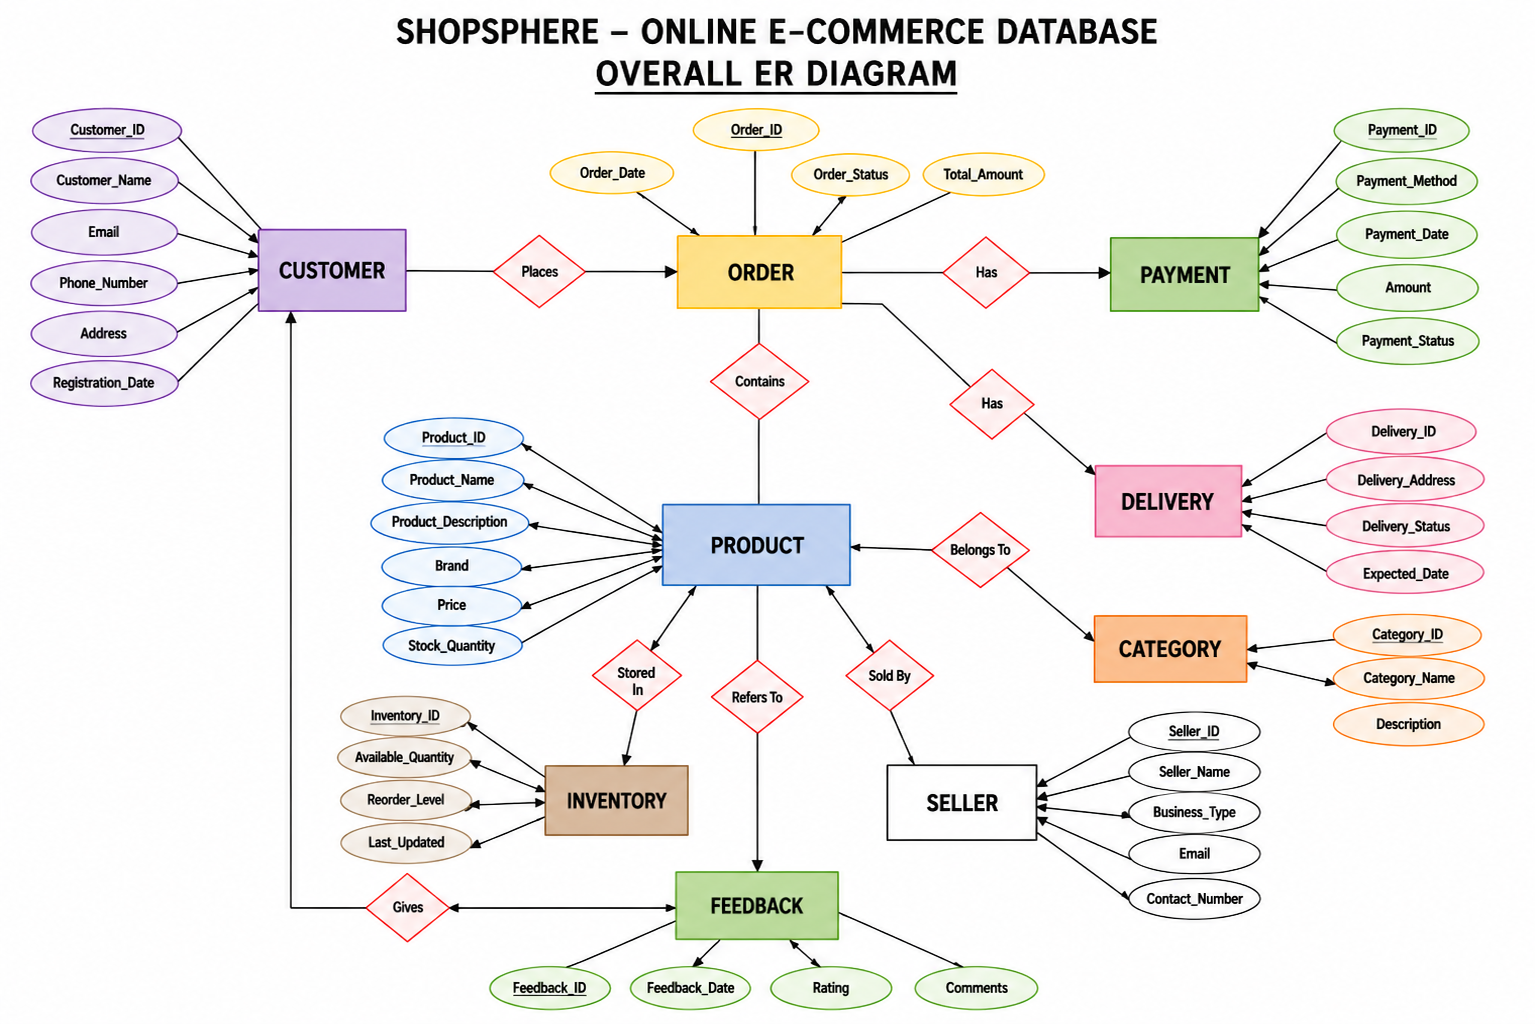 SHOPSPHERE – ONLINE E-COMMERCE DATABASE
OVERALL ER DIAGRAM
Customer_ID
Customer_Name
Email
Phone_Number
Address
Registration_Date
CUSTOMER
Places
Order_Date
Order_ID
Order_Status
Total_Amount
ORDER
Has
PAYMENT
Payment_ID
Payment_Method
Payment_Date
Amount
Payment_Status
Contains
Has
DELIVERY
Delivery_ID
Delivery_Address
Delivery_Status
Expected_Date
Product_ID
Product_Name
Product_Description
Brand
Price
Stock_Quantity
PRODUCT
Belongs To
CATEGORY
Category_ID
Category_Name
Description
Stored
In
Refers To
Sold By
Inventory_ID
Available_Quantity
Reorder_Level
Last_Updated
INVENTORY
SELLER
Seller_ID
Seller_Name
Business_Type
Email
Contact_Number
Gives
FEEDBACK
Feedback_ID
Feedback_Date
Rating
Comments